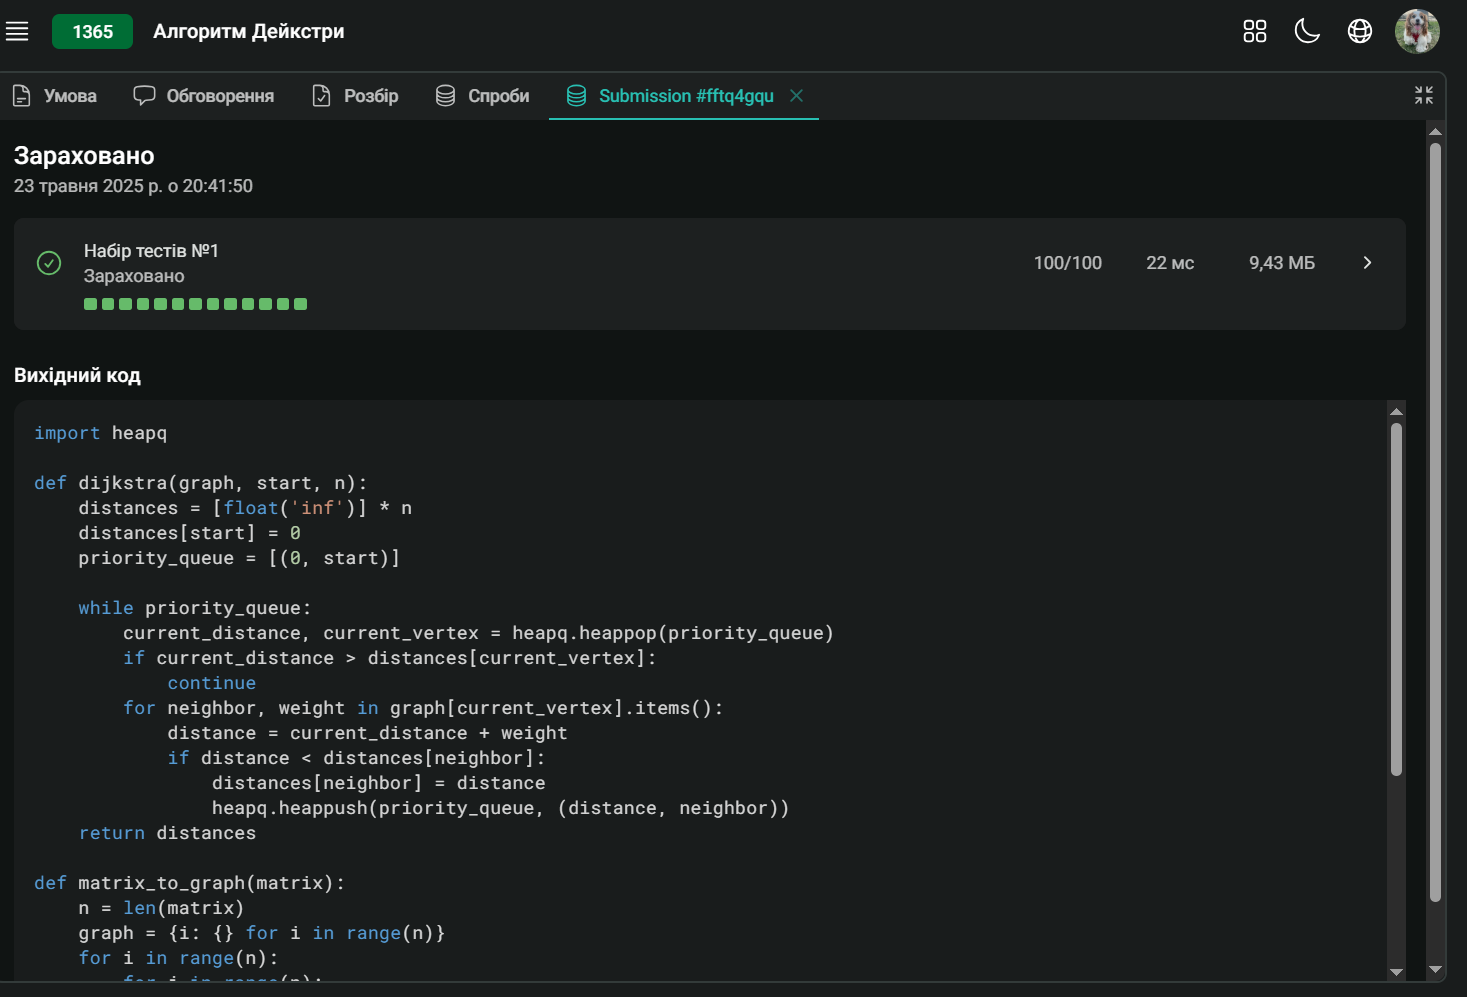 1365 Алгоритм Дейкстри
Умова Обговорення Розбір Спроби Submission #fftq4gqu
Зараховано
23 травня 2025 р. о 20:41:50
Набір тестів №1
Зараховано
100/100 22 мс 9,43 МБ
Вихідний код
import heapq
def dijkstra(graph, start, n):
    distances = [float('inf')] * n
    distances[start] = 0
    priority_queue = [(0, start)]
    while priority_queue:
        current_distance, current_vertex = heapq.heappop(priority_queue)
        if current_distance > distances[current_vertex]:
            continue
        for neighbor, weight in graph[current_vertex].items():
            distance = current_distance + weight
            if distance < distances[neighbor]:
                distances[neighbor] = distance
                heapq.heappush(priority_queue, (distance, neighbor))
    return distances
def matrix_to_graph(matrix):
    n = len(matrix)
    graph = {i: {} for i in range(n)}
    for i in range(n):
        for j in range(n):